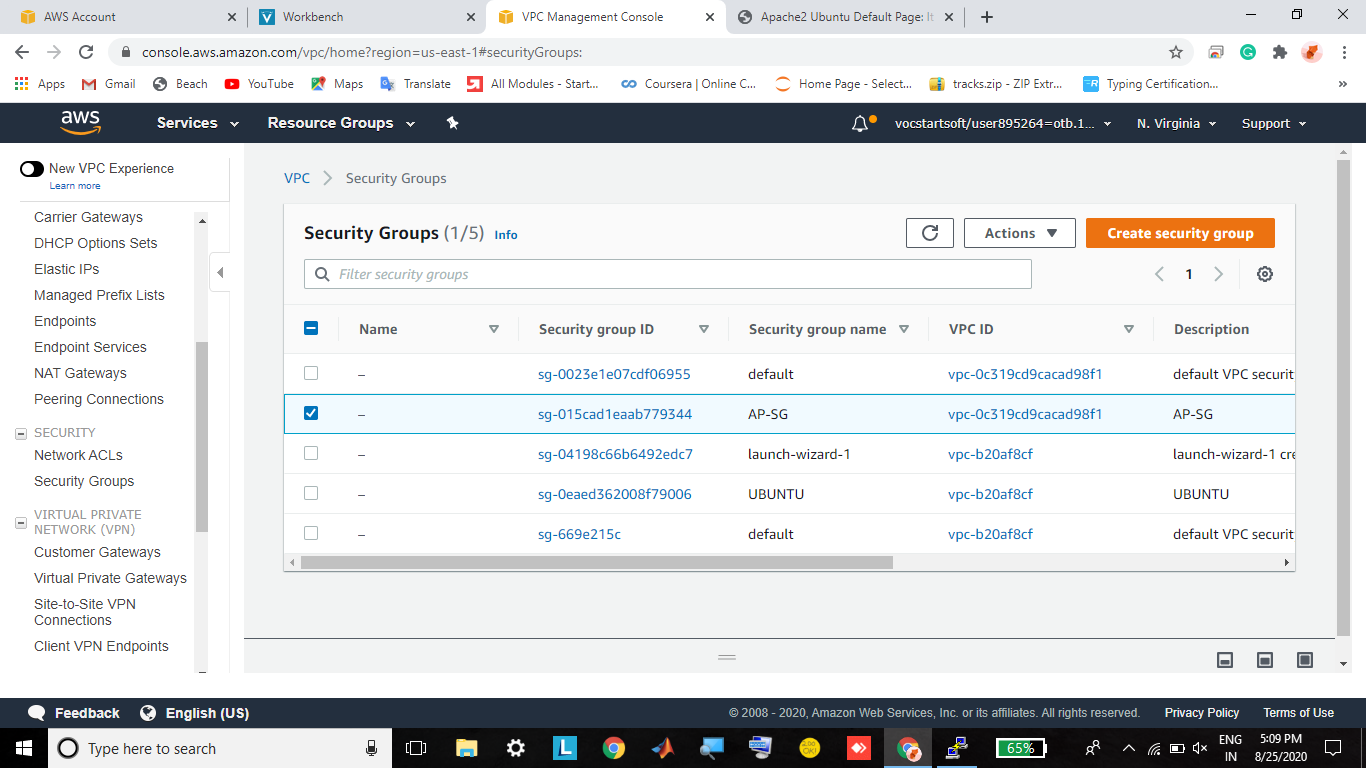 AWS Account
Workbench
VPC Management Console
Apache2 Ubuntu Default Page: It
console.aws.amazon.com/vpc/home?region=us-east-1#securityGroups:
Apps Gmail Beach YouTube Maps Translate All Modules - Start... Coursera | Online C... Home Page - Select... tracks.zip - ZIP Extr... Typing Certification... »
aws Services Resource Groups vocstartsoft/user895264=otb.1... N. Virginia Support
New VPC Experience
Learn more
Carrier Gateways
DHCP Options Sets
Elastic IPs
Managed Prefix Lists
Endpoints
Endpoint Services
NAT Gateways
Peering Connections
SECURITY
Network ACLs
Security Groups
VIRTUAL PRIVATE
NETWORK (VPN)
Customer Gateways
Virtual Private Gateways
Site-to-Site VPN
Connections
Client VPN Endpoints
VPC > Security Groups
Security Groups (1/5) Info
Actions
Create security group
Filter security groups
1
Name Security group ID Security group name VPC ID Description
– sg-0023e1e07cdf06955 default vpc-0c319cd9cacad98f1 default VPC securit
– sg-015cad1eaab779344 AP-SG vpc-0c319cd9cacad98f1 AP-SG
– sg-04198c66b6492edc7 launch-wizard-1 vpc-b20af8cf launch-wizard-1 cre
– sg-0eaed362008f79006 UBUNTU vpc-b20af8cf UBUNTU
– sg-669e215c default vpc-b20af8cf default VPC securit
Feedback English (US) © 2008 - 2020, Amazon Web Services, Inc. or its affiliates. All rights reserved. Privacy Policy Terms of Use
Type here to search
L
65%
ENG
IN
5:09 PM
8/25/2020